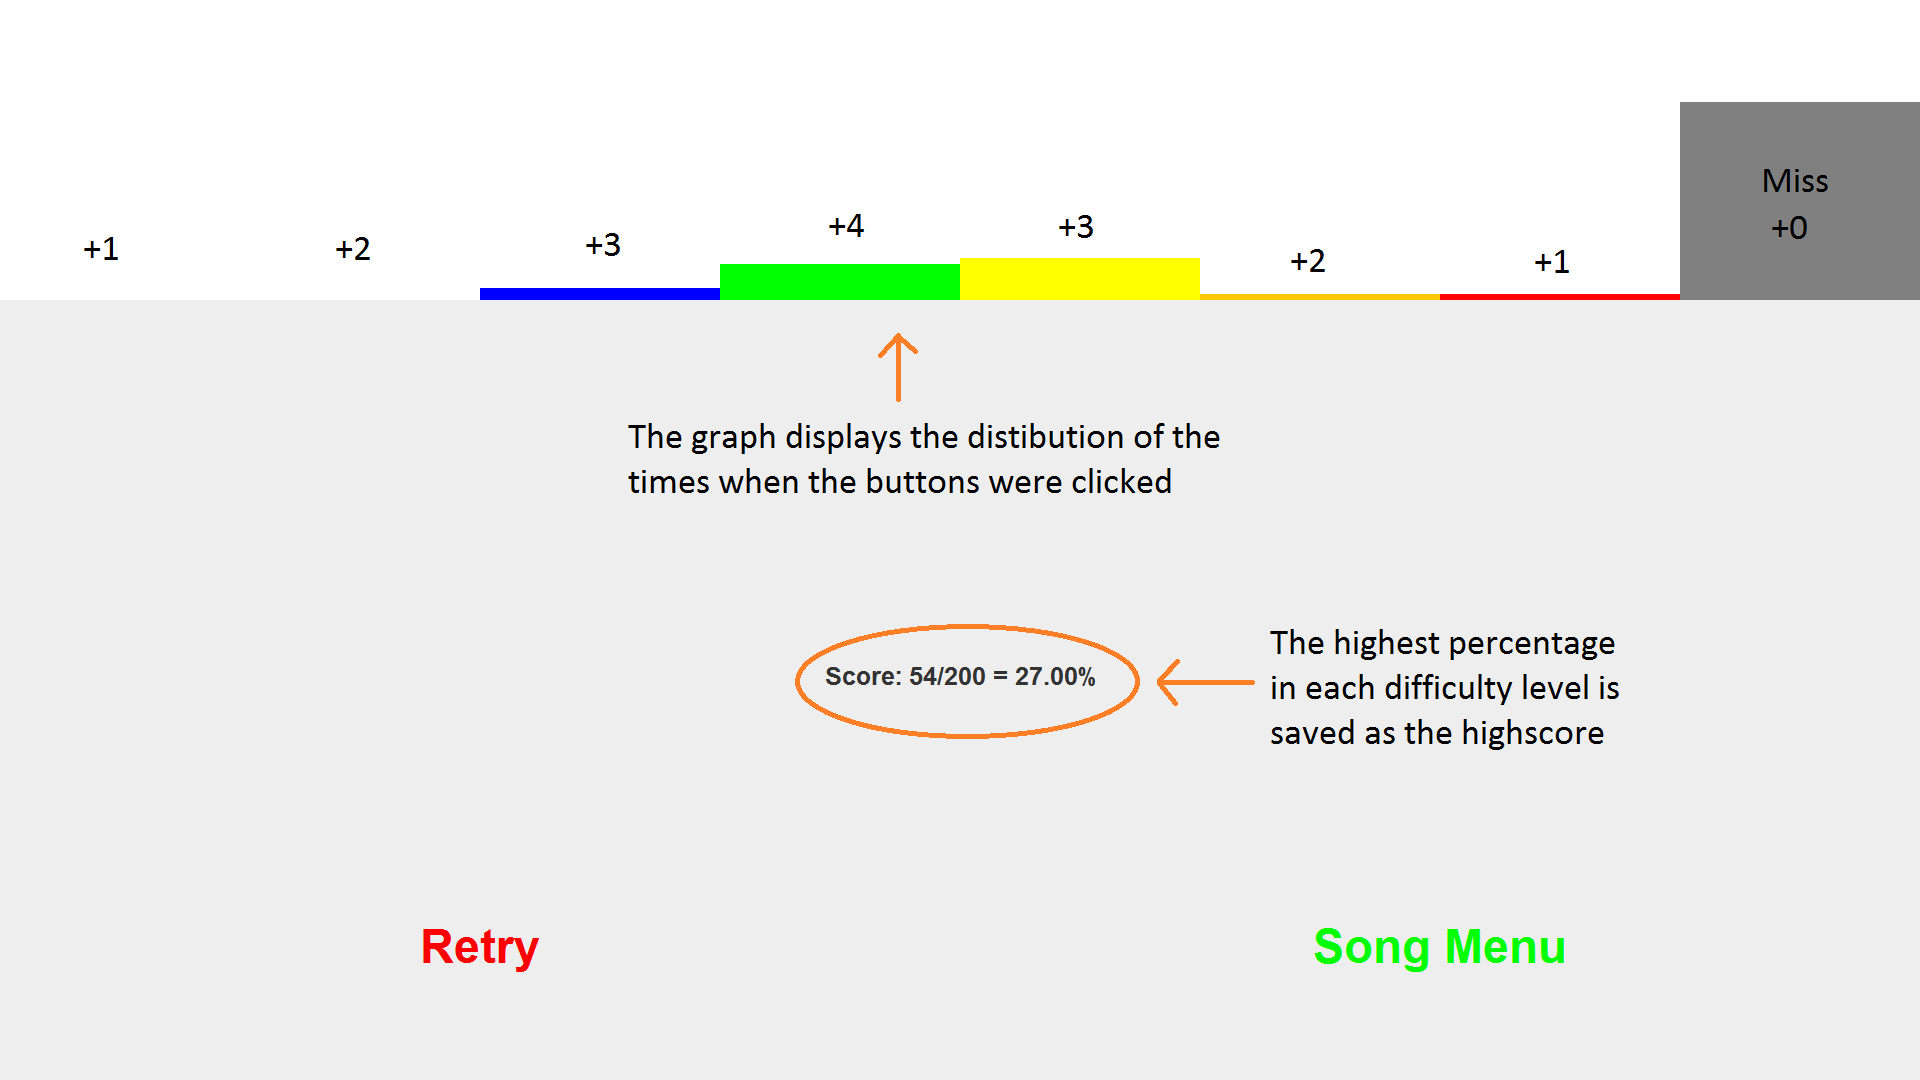 Miss
+0
+1
+2
+3
+4
+3
+2
+1
The graph displays the distibution of the
times when the buttons were clicked
Score: 54/200 = 27.00%
The highest percentage
in each difficulty level is
saved as the highscore
Retry
Song Menu